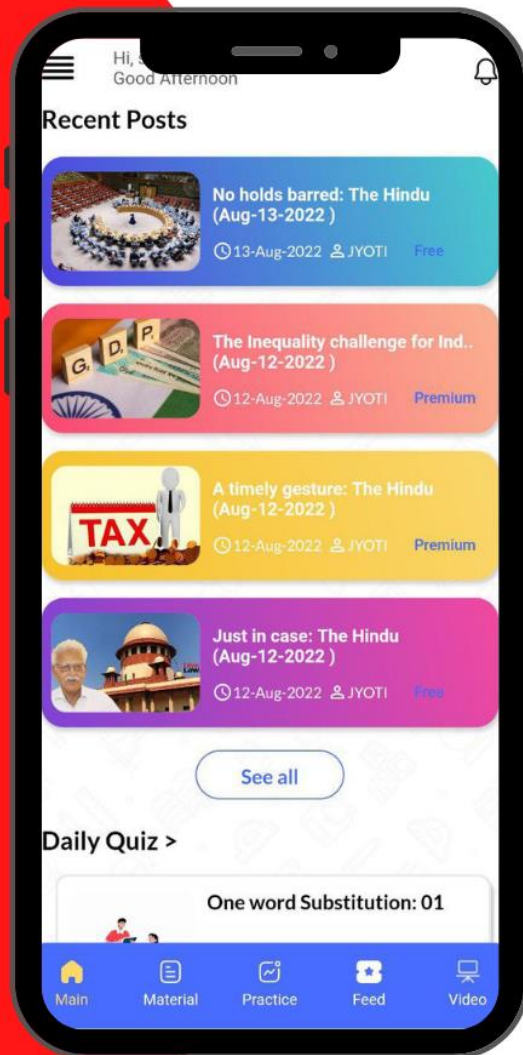 Hi, S
Good Afternoon
Recent Posts
No holds barred: The Hindu
(Aug-13-2022 )
13-Aug-2022 JYOTI Free
G D P
The Inequality challenge for Ind..
(Aug-12-2022 )
12-Aug-2022 JYOTI Premium
TAX
A timely gesture: The Hindu
(Aug-12-2022 )
12-Aug-2022 JYOTI Premium
Just in case: The Hindu
(Aug-12-2022 )
12-Aug-2022 JYOTI Free
See all
Daily Quiz >
One word Substitution: 01
Main Material Practice Feed Video